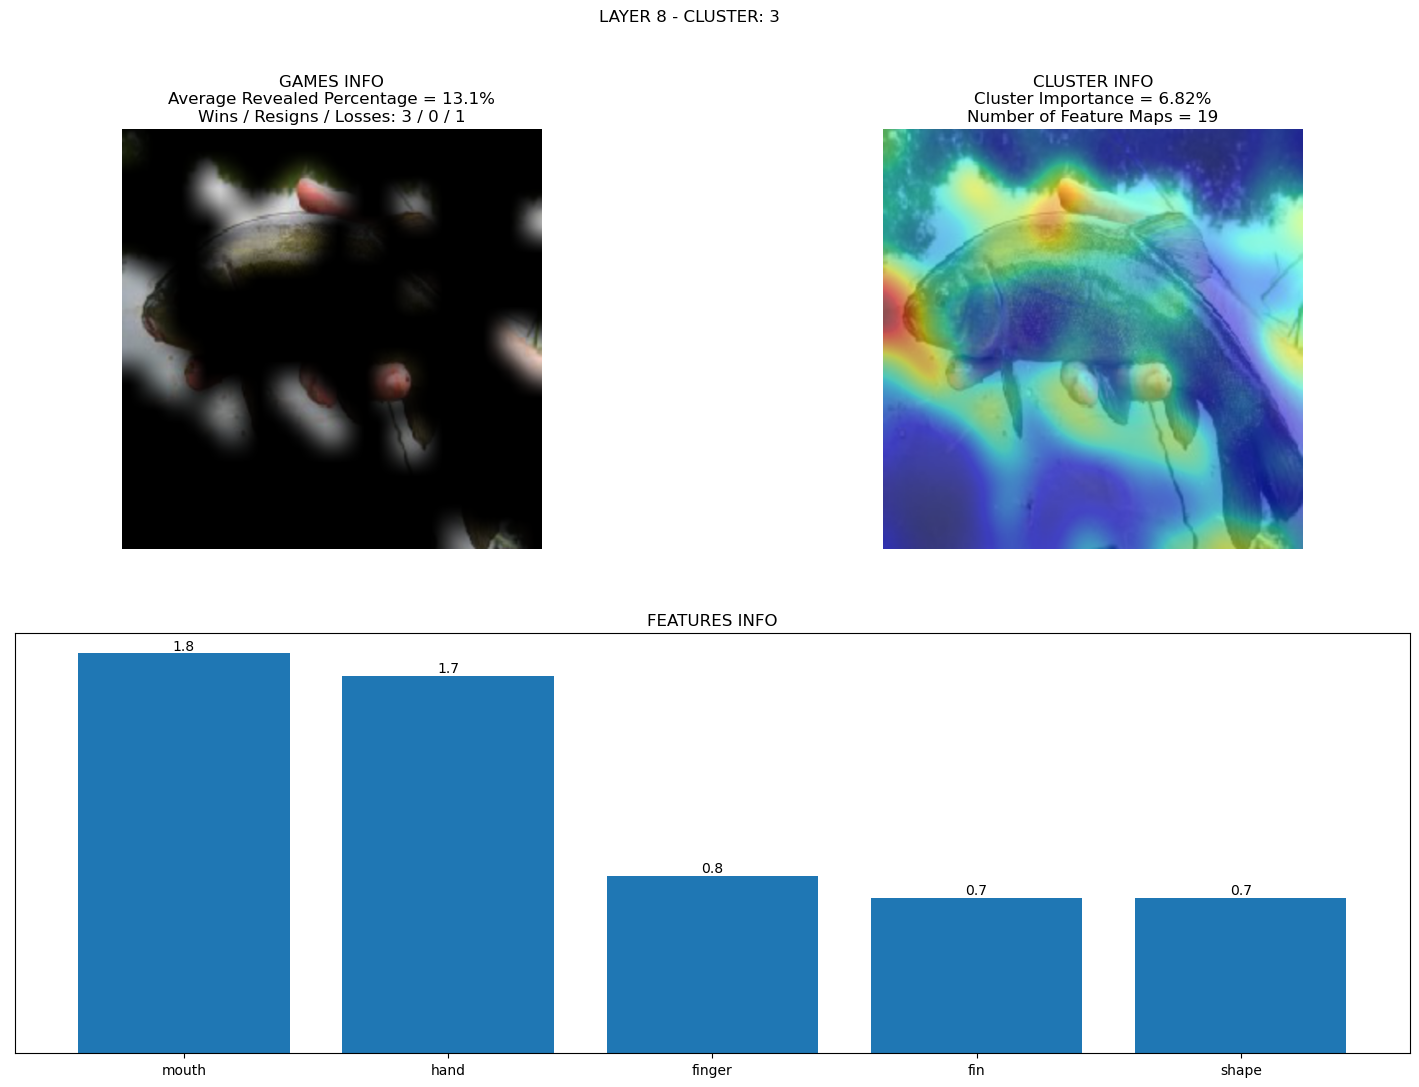 LAYER 8 - CLUSTER: 3
GAMES INFO
Average Revealed Percentage = 13.1%
Wins / Resigns / Losses: 3 / 0 / 1
CLUSTER INFO
Cluster Importance = 6.82%
Number of Feature Maps = 19
FEATURES INFO
1.8
1.7
0.8
0.7
0.7
mouth
hand
finger
fin
shape